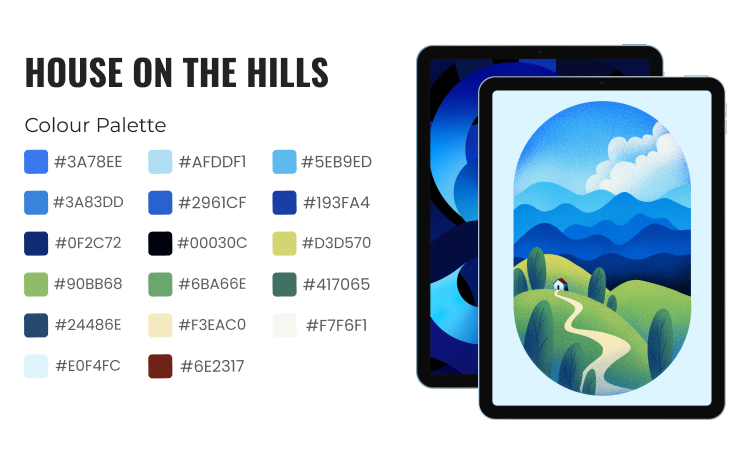 HOUSE ON THE HILLS
Colour Palette
#3A78EE #AFDDF1 #5EB9ED
#3A83DD #2961CF #193FA4
#0F2C72 #00030C #D3D570
#90BB68 #6BA66E #417065
#24486E #F3EAC0 #F7F6F1
#E0F4FC #6E2317